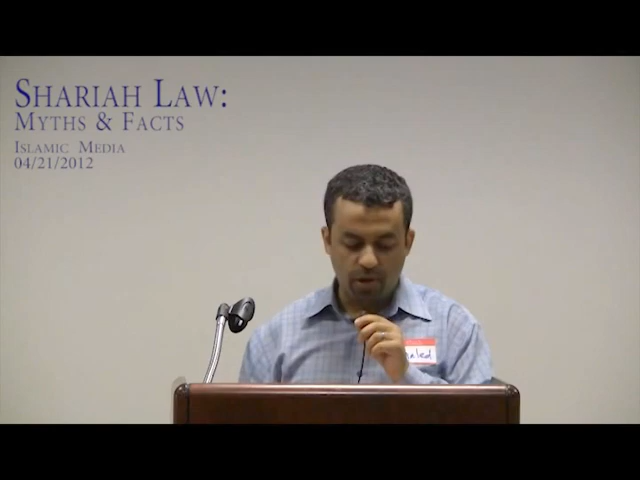 SHARIAH LAW:
MYTHS & FACTS
ISLAMIC MEDIA
04/21/2012